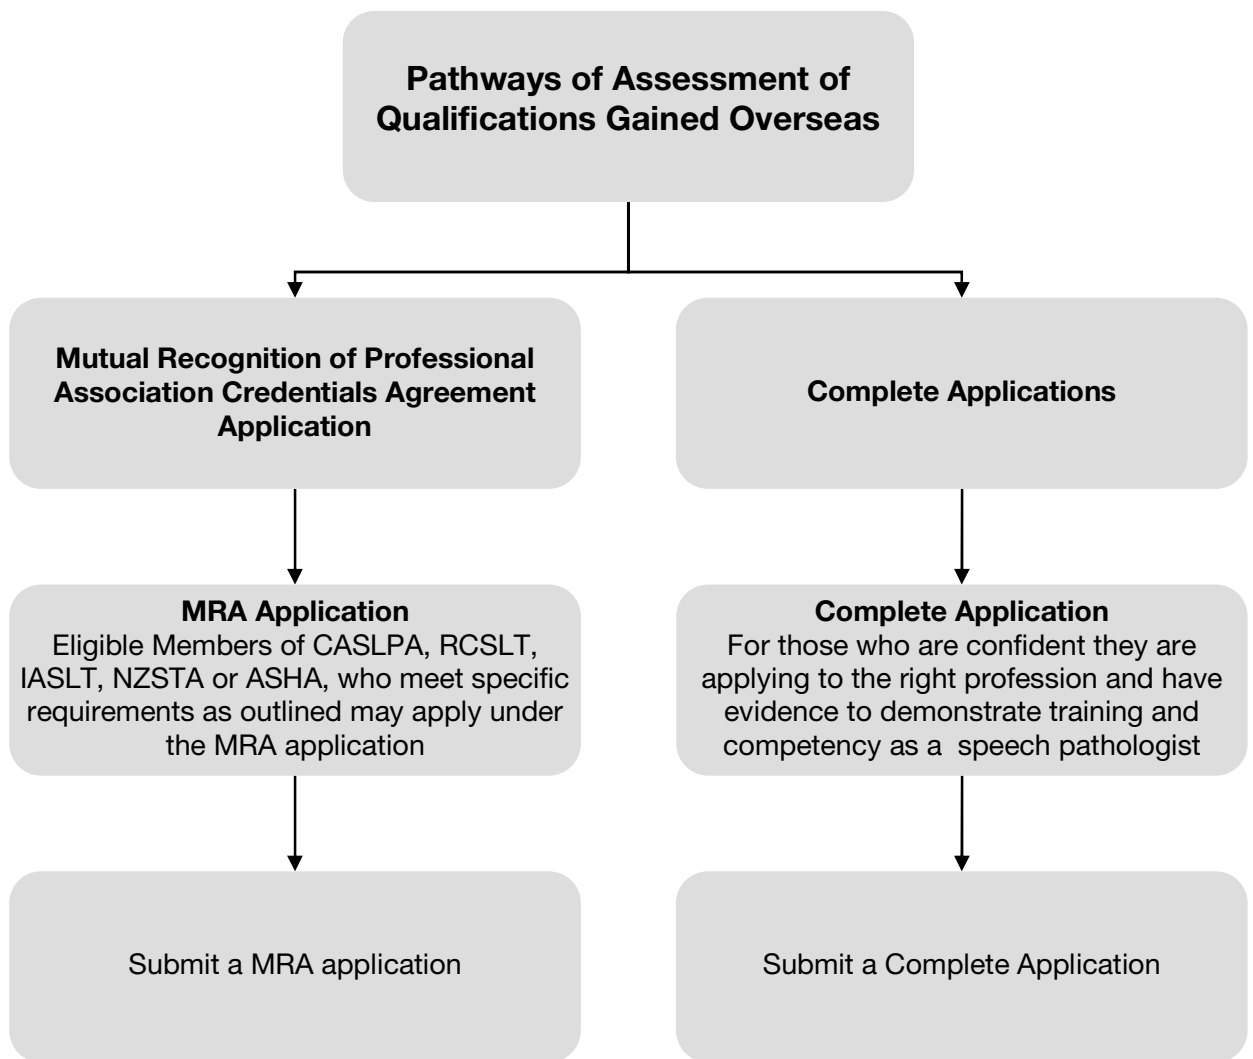 Pathways of Assessment of
Qualifications Gained Overseas
Mutual Recognition of Professional
Association Credentials Agreement
Application
Complete Applications
MRA Application
Eligible Members of CASLPA, RCSLT,
IASLT, NZSTA or ASHA, who meet specific
requirements as outlined may apply under
the MRA application
Complete Application
For those who are confident they are
applying to the right profession and have
evidence to demonstrate training and
competency as a  speech pathologist
Submit a MRA application
Submit a Complete Application